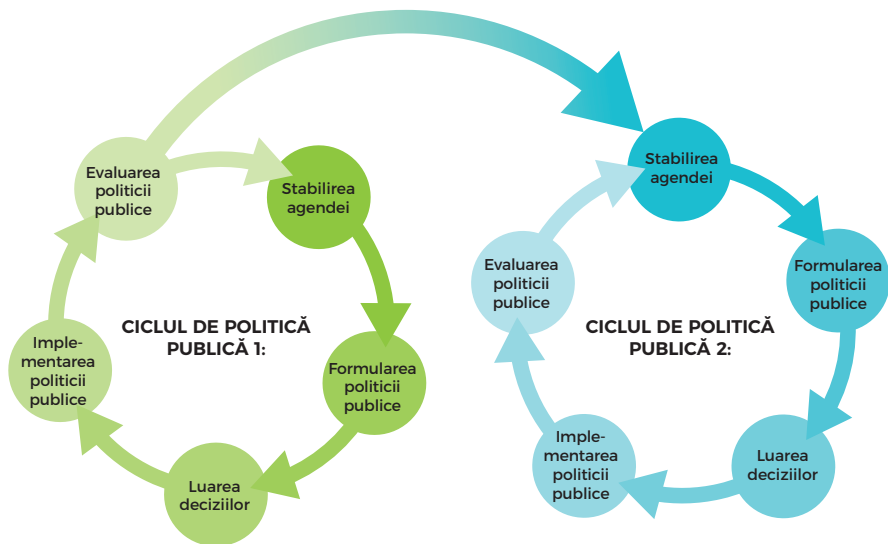 Evaluarea
politicii
publice
Stabilirea
agendei
Formularea
politicii
publice
Luarea
deciziilor
Imple-
mentarea
politicii
publice
CICLUL DE POLITICĂ
PUBLICĂ 1:
Stabilirea
agendei
Formularea
politicii
publice
Luarea
deciziilor
Imple-
mentarea
politicii
publice
Evaluarea
politicii
publice
CICLUL DE POLITICĂ
PUBLICĂ 2: